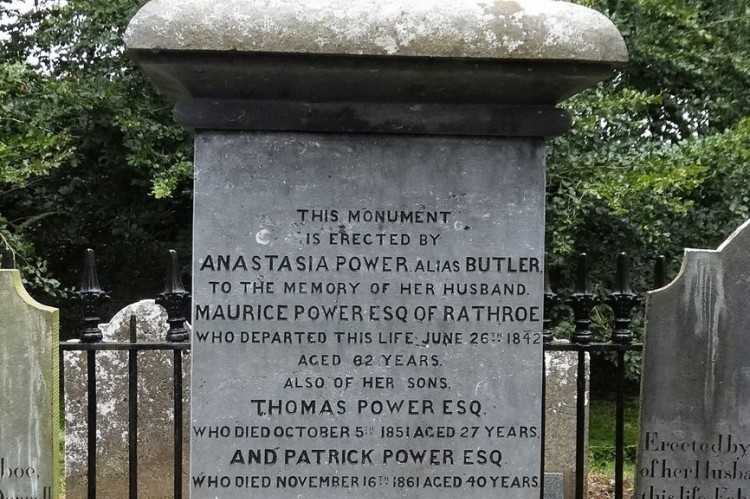 THIS MONUMENT
IS ERECTED BY
ANASTASIA POWER ALIAS BUTLER,
TO THE MEMORY OF HER HUSBAND.
MAURICE POWER ESQ OF RATHROE
WHO DEPARTED THIS LIFE JUNE 26TH 1842
AGED 62 YEARS.
ALSO OF HER SONS,
THOMAS POWER ESQ.
WHO DIED OCTOBER 5TH 1851 AGED 27 YEARS,
AND PATRICK POWER ESQ
WHO DIED NOVEMBER 16TH 1861 AGED 40 YEARS.
Erected by
of her Husba
this life